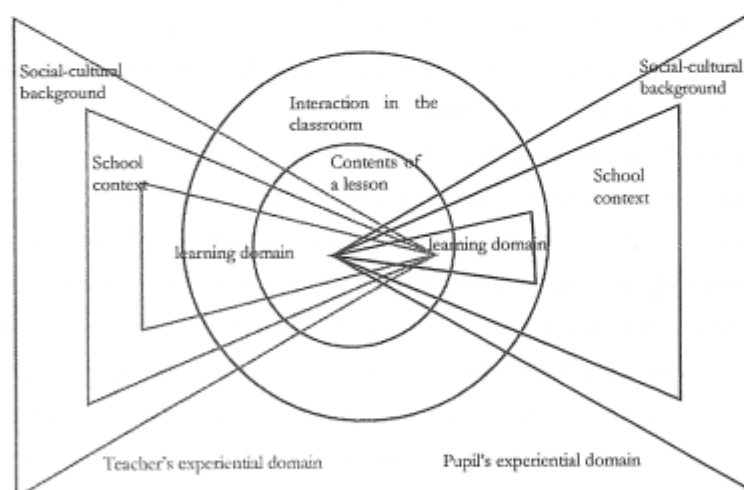 Social-cultural
background
Social-cultural
background
Interaction in the
classroom
Contents of
a lesson
School
context
School
context
learning domain
learning domain
Teacher's experiential domain
Pupil's experiential domain